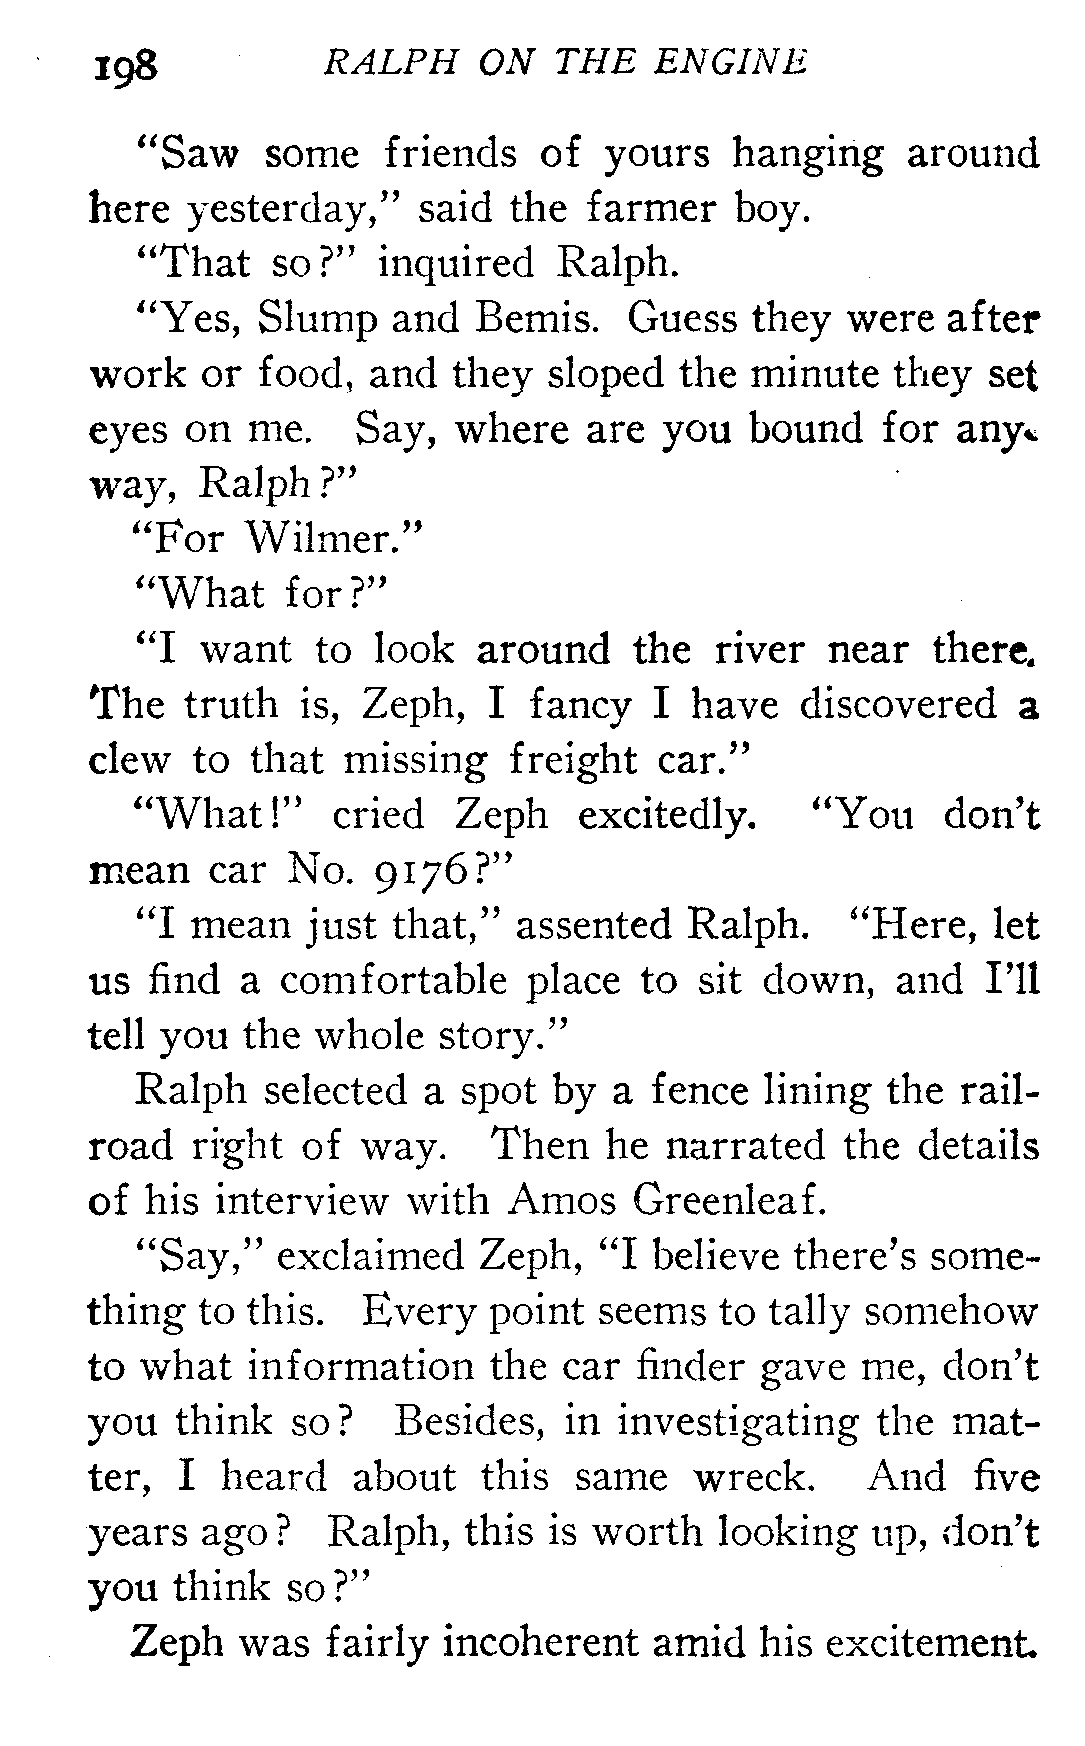 198 RALPH ON THE ENGINE
"Saw some friends of yours hanging around
here yesterday," said the farmer boy.
"That so?" inquired Ralph.
"Yes, Slump and Bemis. Guess they were after
work or food, and they sloped the minute they set
eyes on me. Say, where are you bound for any-
way, Ralph?"
"For Wilmer."
"What for?"
"I want to look around the river near there.
The truth is, Zeph, I fancy I have discovered a
clew to that missing freight car."
"What!" cried Zeph excitedly. "You don't
mean car No. 9176?"
"I mean just that," assented Ralph. "Here, let
us find a comfortable place to sit down, and I'll
tell you the whole story."
Ralph selected a spot by a fence lining the rail-
road right of way. Then he narrated the details
of his interview with Amos Greenleaf.
"Say," exclaimed Zeph, "I believe there's some-
thing to this. Every point seems to tally somehow
to what information the car finder gave me, don't
you think so? Besides, in investigating the mat-
ter, I heard about this same wreck. And five
years ago? Ralph, this is worth looking up, don't
you think so?"
Zeph was fairly incoherent amid his excitement.